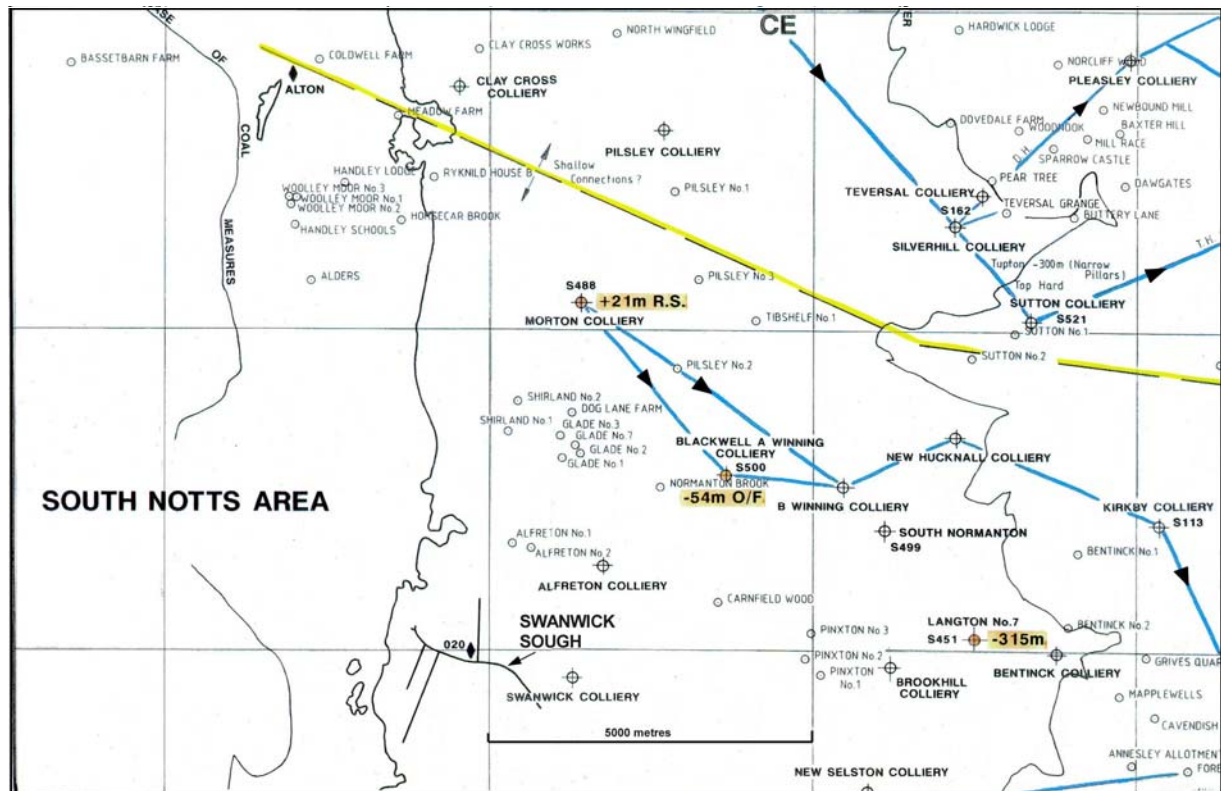 BASE
OF
COAL
MEASURES
BASSETBARN FARM
COLDWELL FARM
CLAY CROSS WORKS
NORTH WINGFIELD
CE
HARDWICK LODGE
NORCLIFF WOOD
PLEASLEY COLLIERY
ALTON
CLAY CROSS
COLLIERY
MEADOW FARM
NEWBOUND MILL
BAXTER HILL
DOVEDALE FARM
WOODNOOK
MILL RACE
SPARROW CASTLE
PILSLEY COLLIERY
D.H.
Shallow
Connections ?
HANDLEY LODGE
RYKNILD HOUSE B
PILSLEY No.1
PEAR TREE
DAWGATES
TEVERSAL COLLIERY
WOOLLEY MOOR No.3
WOOLLEY MOOR No.1
WOOLLEY MOOR No.2
HORSECAR BROOK
HANDLEY SCHOOLS
S162
TEVERSAL GRANGE
BUTTERY LANE
SILVERHILL COLLIERY
T.H.
ALDERS
PILSLEY No.3
Tupton -300m (Narrow
Pillars)
Top Hard
S488
+21m R.S.
MORTON COLLIERY
TIBSHELF No.1
SUTTON COLLIERY
S521
SUTTON No.1
SUTTON No.2
PILSLEY No.2
SHIRLAND No.2
DOG LANE FARM
SHIRLAND No.1
GLADE No.3
GLADE No.7
GLADE No.2
GLADE No.1
BLACKWELL A WINNING
COLLIERY
S500
NEW HUCKNALL COLLIERY
NORMANTON BROOK
-54m O/F
B WINNING COLLIERY
SOUTH NOTTS AREA
KIRKBY COLLIERY
S113
SOUTH NORMANTON
S499
ALFRETON No.1
ALFRETON No.2
BENTINCK No.1
ALFRETON COLLIERY
CARNFIELD WOOD
SWANWICK
SOUGH
020
PINXTON No.3
LANGTON No.7
S451
-315m
BENTINCK No.2
PINXTON No.2
PINXTON
No.1
BROOKHILL
COLLIERY
BENTINCK COLLIERY
GRIVES QUAR
SWANWICK COLLIERY
MAPPLEWELLS
CAVENDISH
5000 metres
NEW SELSTON COLLIERY
ANNESLEY ALLOTMENT
FORE